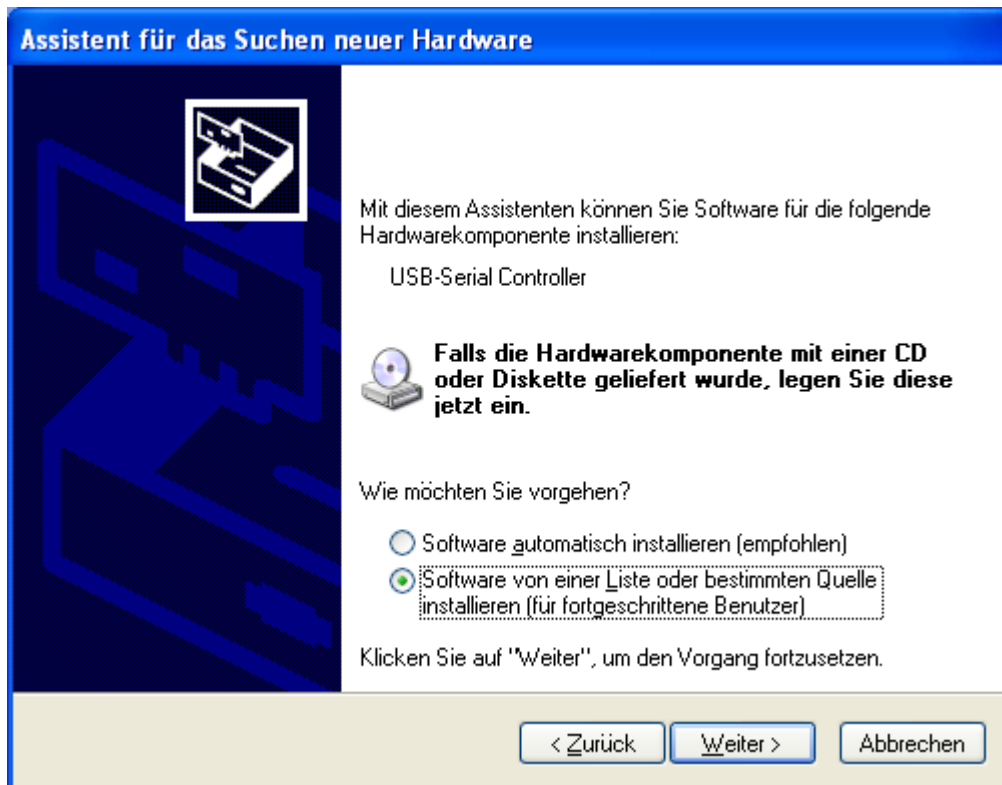 Assistent für das Suchen neuer Hardware
Mit diesem Assistenten können Sie Software für die folgende
Hardwarekomponente installieren:
USB-Serial Controller
Falls die Hardwarekomponente mit einer CD
oder Diskette geliefert wurde, legen Sie diese
jetzt ein.
Wie möchten Sie vorgehen?
Software automatisch installieren (empfohlen)
Software von einer Liste oder bestimmten Quelle
installieren (für fortgeschrittene Benutzer)
Klicken Sie auf "Weiter", um den Vorgang fortzusetzen.
< Zurück Weiter > Abbrechen